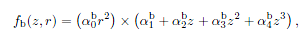 f_b(z, r) = (α_0^b r^2) × (α_1^b + α_2^b z + α_3^b z^2 + α_4^b z^3) ,